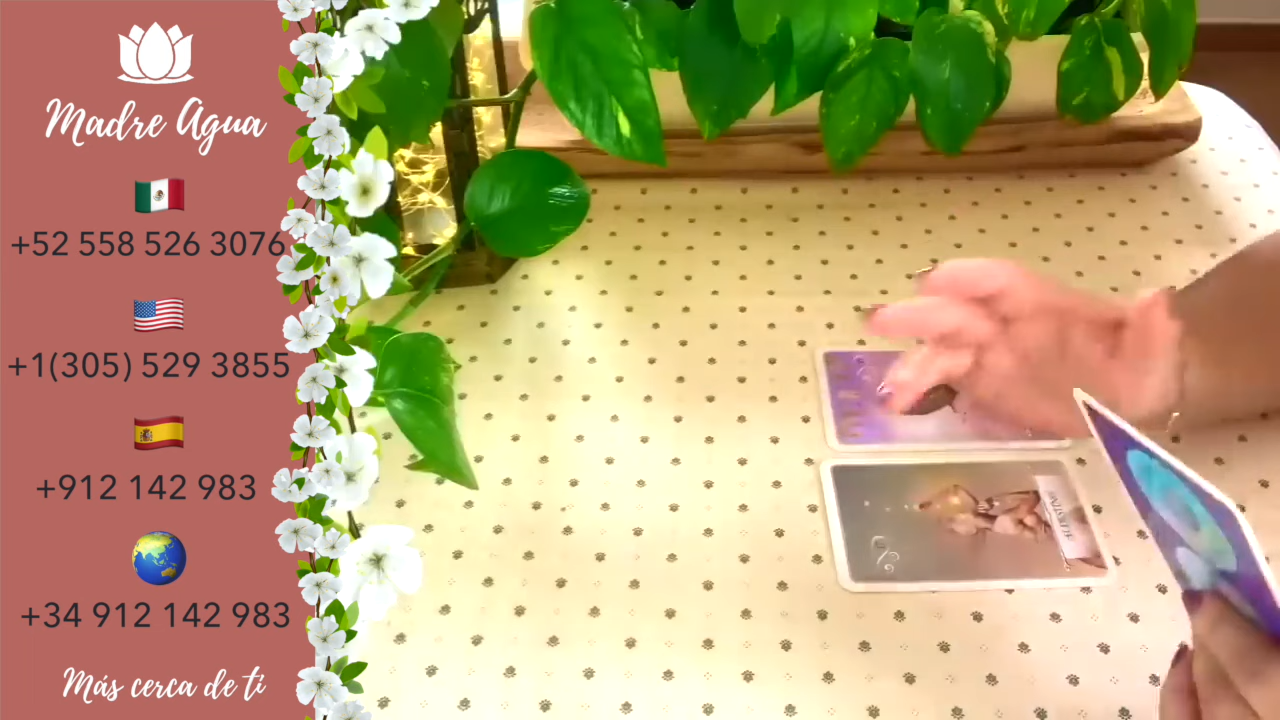 Madre Agua
+52 558 526 3076
+1(305) 529 3855
+912 142 983
+34 912 142 983
Más cerca de tí